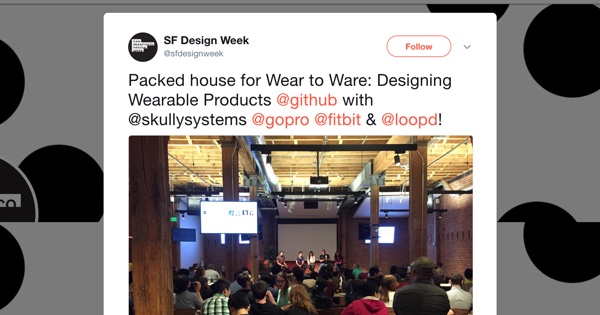 SF Design Week
@sfdesignweek
Follow
Packed house for Wear to Ware: Designing
Wearable Products @github with
@skullysystems @gopro @fitbit & @loopd!